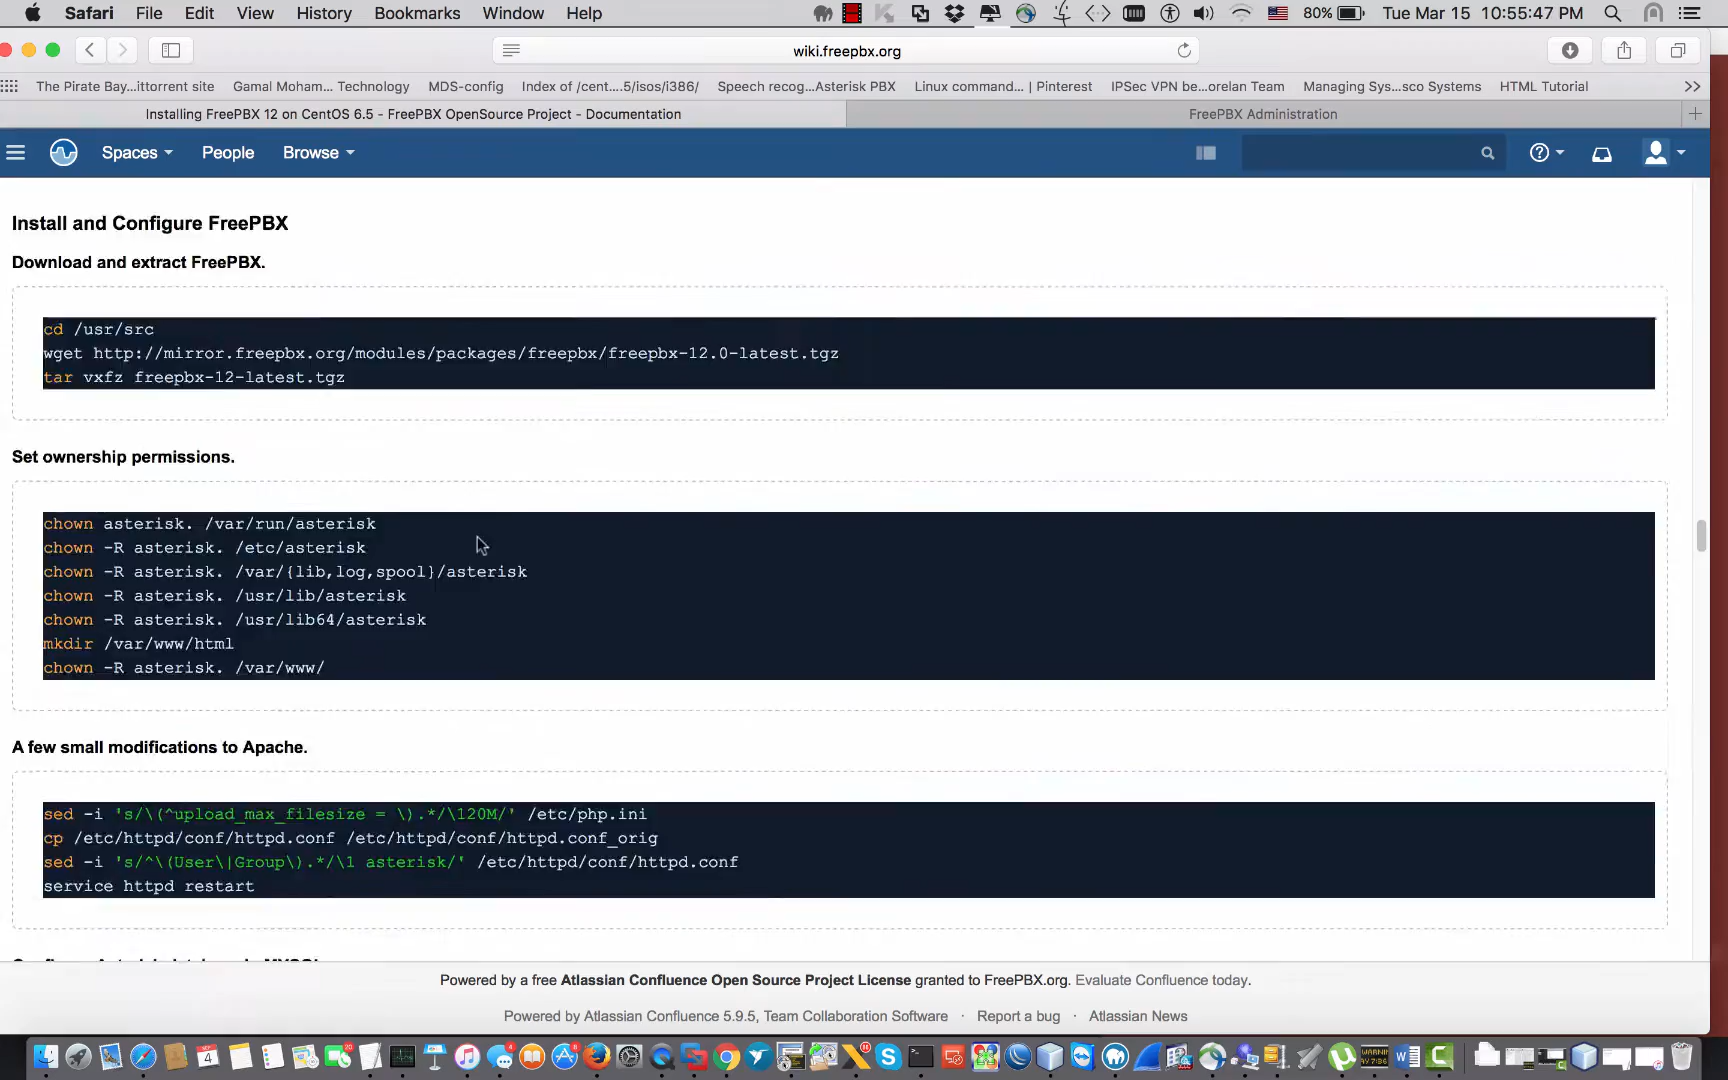 Safari File Edit View History Bookmarks Window Help 80% Tue Mar 15 10:55:47 PM
wiki.freepbx.org
The Pirate Bay...ittorrent site Gamal Moham... Technology MDS-config Index of /cent....5/isos/i386/ Speech recog...Asterisk PBX Linux command... | Pinterest IPSec VPN be...orelan Team Managing Sys...sco Systems HTML Tutorial
Installing FreePBX 12 on CentOS 6.5 - FreePBX OpenSource Project - Documentation FreePBX Administration
Spaces People Browse
Install and Configure FreePBX
Download and extract FreePBX.
cd /usr/src
wget http://mirror.freepbx.org/modules/packages/freepbx/freepbx-12.0-latest.tgz
tar vxfz freepbx-12-latest.tgz
Set ownership permissions.
chown asterisk. /var/run/asterisk
chown -R asterisk. /etc/asterisk
chown -R asterisk. /var/{lib,log,spool}/asterisk
chown -R asterisk. /usr/lib/asterisk
chown -R asterisk. /usr/lib64/asterisk
mkdir /var/www/html
chown -R asterisk. /var/www/
A few small modifications to Apache.
sed -i 's/\(^upload_max_filesize = \).*/\120M/' /etc/php.ini
cp /etc/httpd/conf/httpd.conf /etc/httpd/conf/httpd.conf_orig
sed -i 's/^\(User\|Group\).*/\1 asterisk/' /etc/httpd/conf/httpd.conf
service httpd restart
Powered by a free Atlassian Confluence Open Source Project License granted to FreePBX.org. Evaluate Confluence today.
Powered by Atlassian Confluence 5.9.5, Team Collaboration Software · Report a bug · Atlassian News